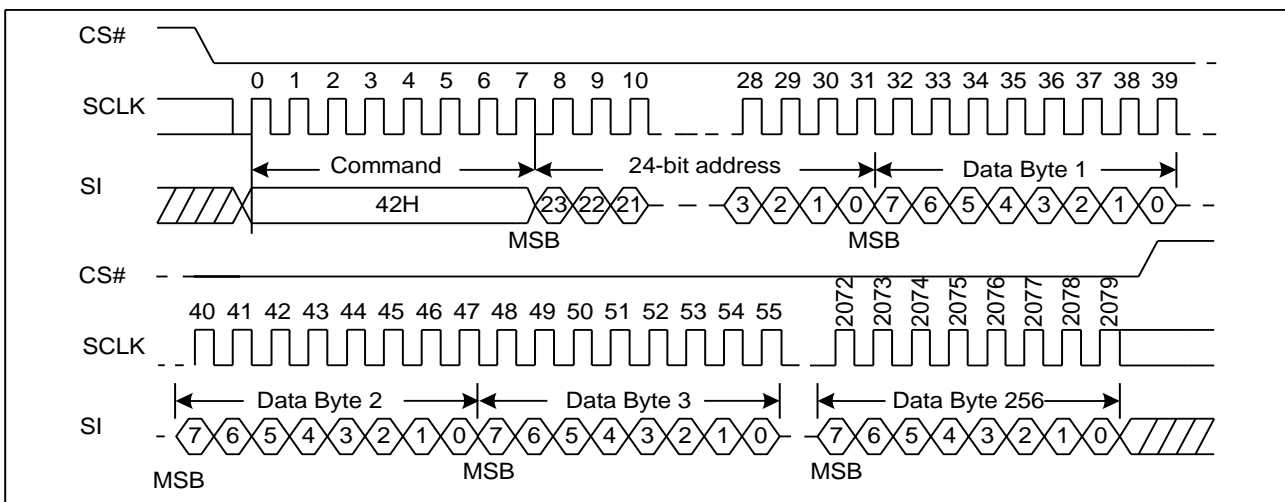 CS#
0 1 2 3 4 5 6 7 8 9 10 28 29 30 31 32 33 34 35 36 37 38 39
SCLK
Command 24-bit address Data Byte 1
SI
42H 23 22 21 3 2 1 0 7 6 5 4 3 2 1 0
MSB MSB
CS#
40 41 42 43 44 45 46 47 48 49 50 51 52 53 54 55 2072 2073 2074 2075 2076 2077 2078 2079
SCLK
Data Byte 2 Data Byte 3 Data Byte 256
SI
7 6 5 4 3 2 1 0 7 6 5 4 3 2 1 0 7 6 5 4 3 2 1 0
MSB MSB MSB